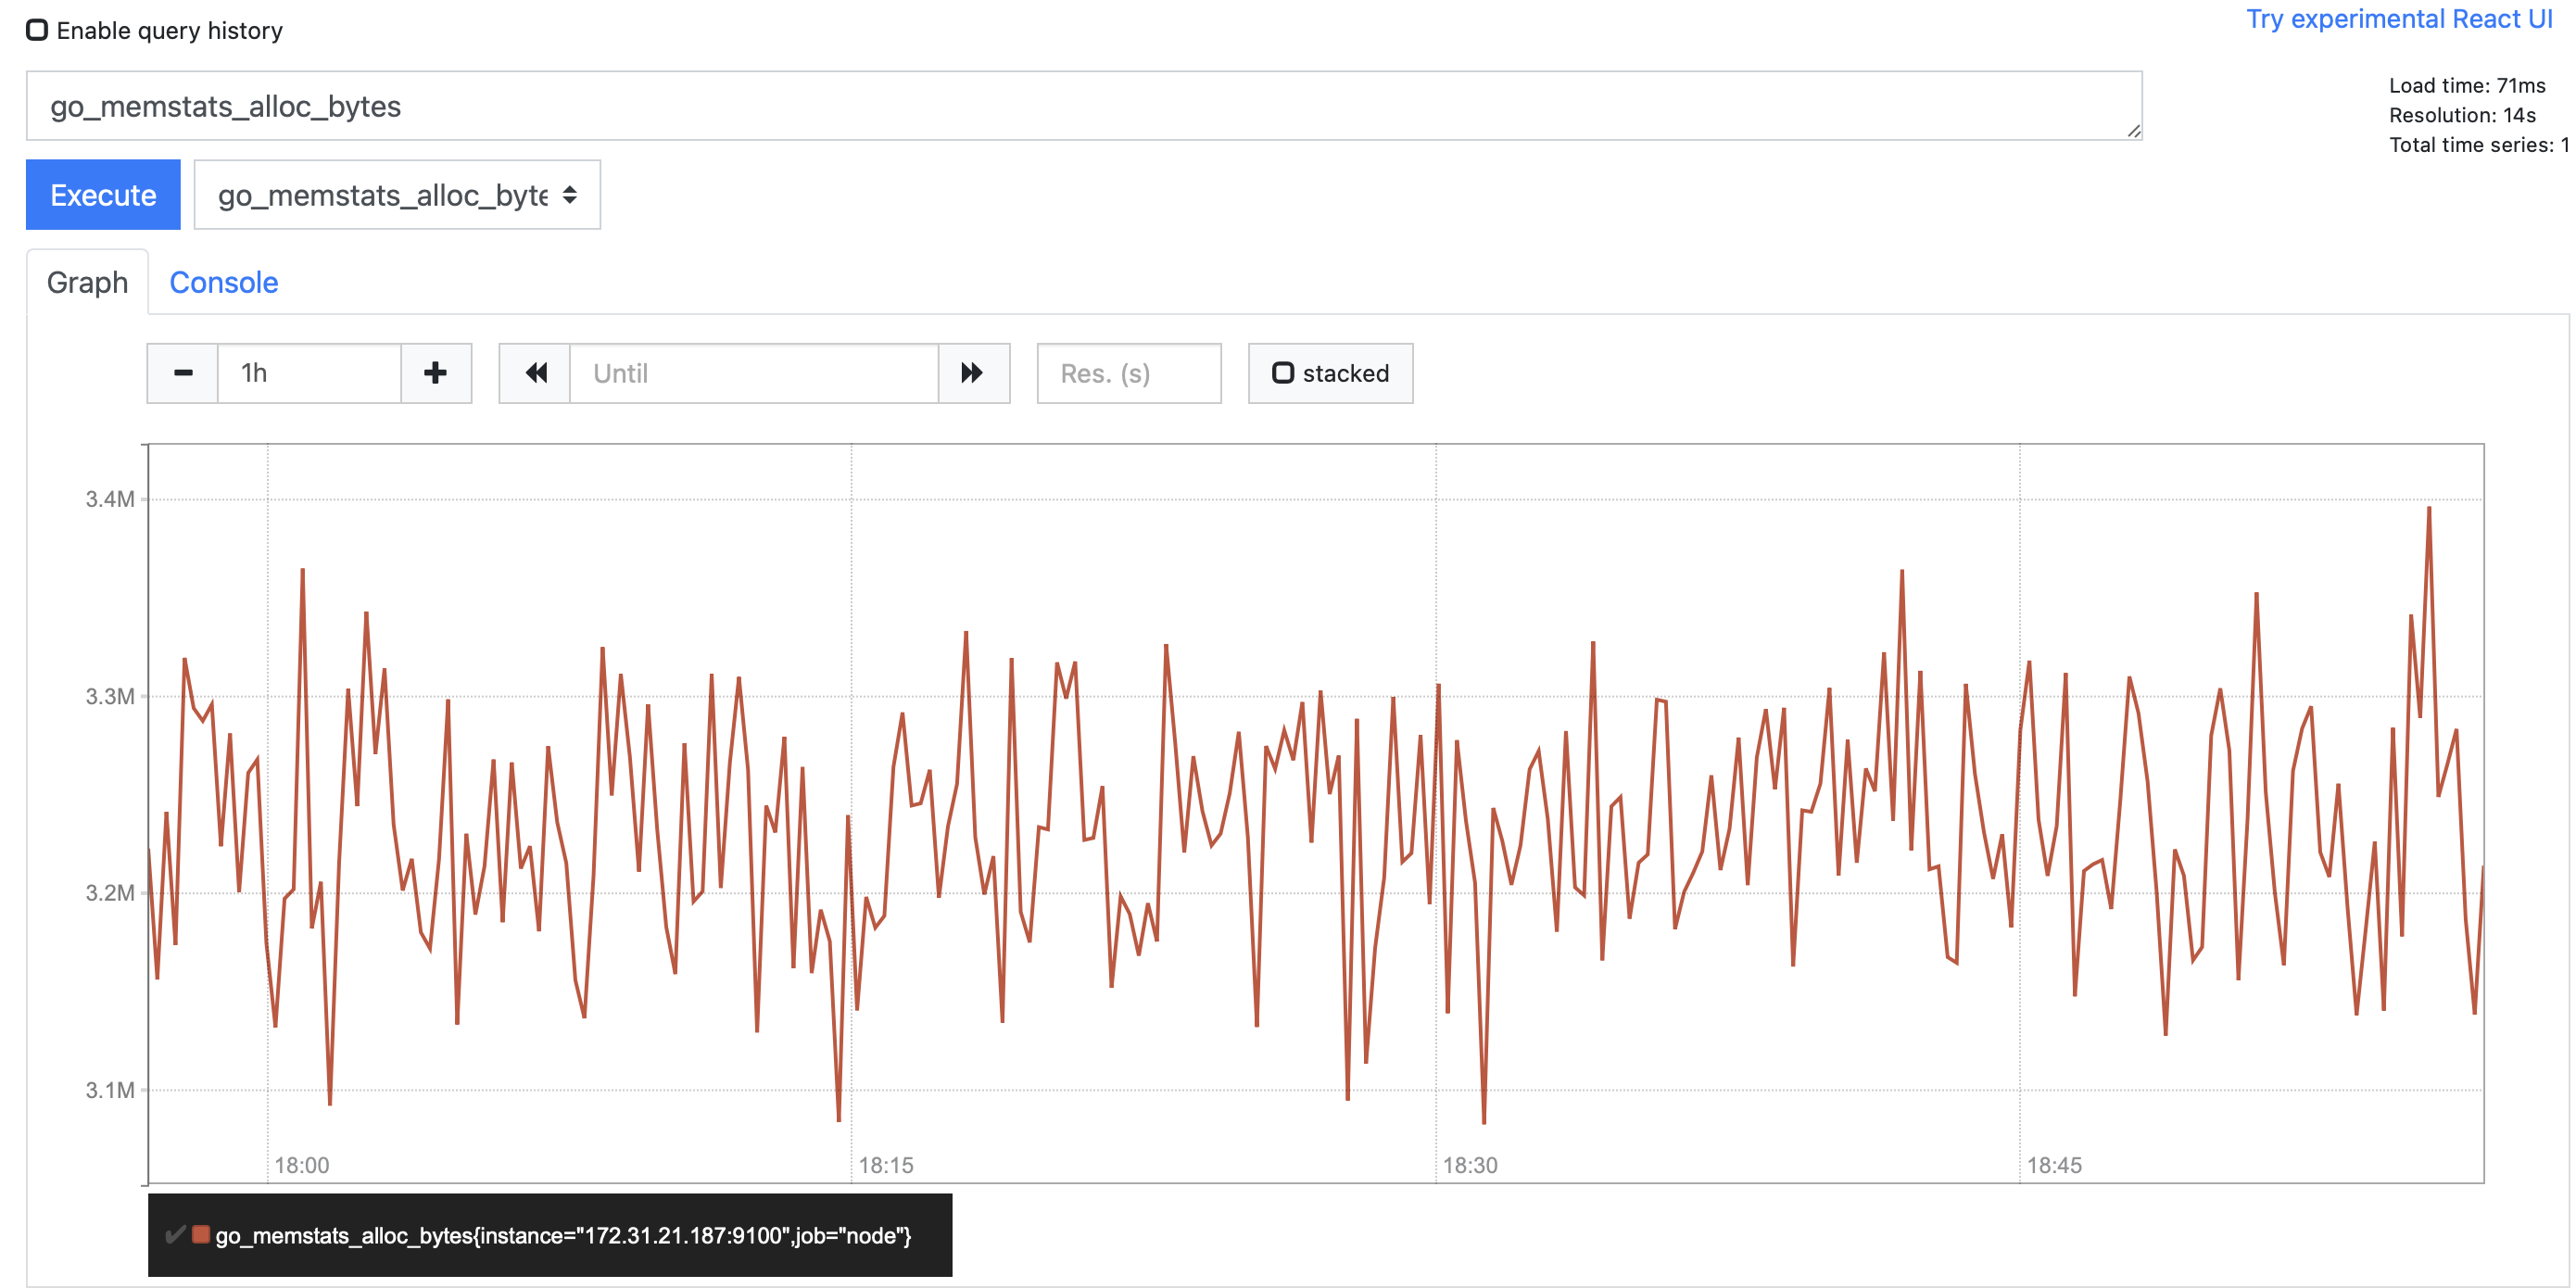 Enable query history
Try experimental React UI
go_memstats_alloc_bytes
Load time: 71ms
Resolution: 14s
Total time series: 1
Execute
go_memstats_alloc_byte
Graph
Console
1h
Until
Res. (s)
stacked
3.4M
3.3M
3.2M
3.1M
18:00
18:15
18:30
18:45
go_memstats_alloc_bytes{instance="172.31.21.187:9100",job="node"}